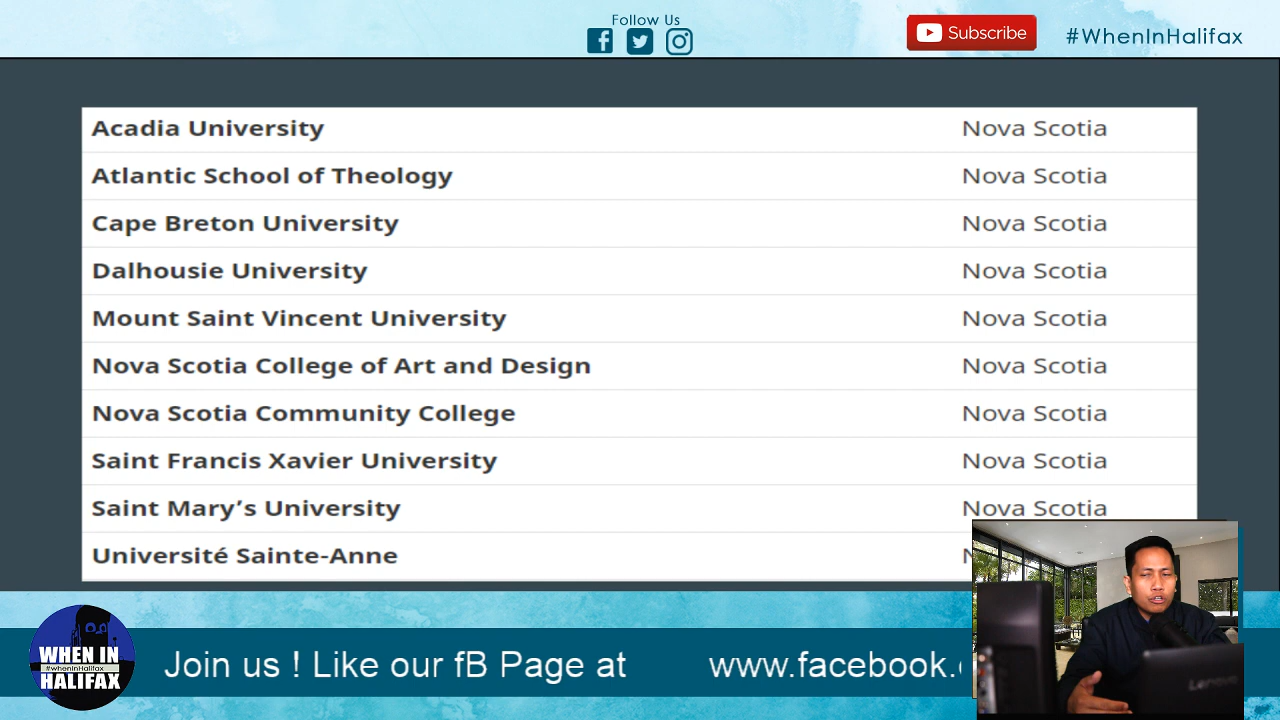 Follow Us
Subscribe
#WhenInHalifax
Acadia University Nova Scotia
Atlantic School of Theology Nova Scotia
Cape Breton University Nova Scotia
Dalhousie University Nova Scotia
Mount Saint Vincent University Nova Scotia
Nova Scotia College of Art and Design Nova Scotia
Nova Scotia Community College Nova Scotia
Saint Francis Xavier University Nova Scotia
Saint Mary’s University Nova Scotia
Université Sainte-Anne
WHEN IN
#whenInHalifax
HALIFAX
Join us ! Like our fB Page at www.facebook.
Lenovo